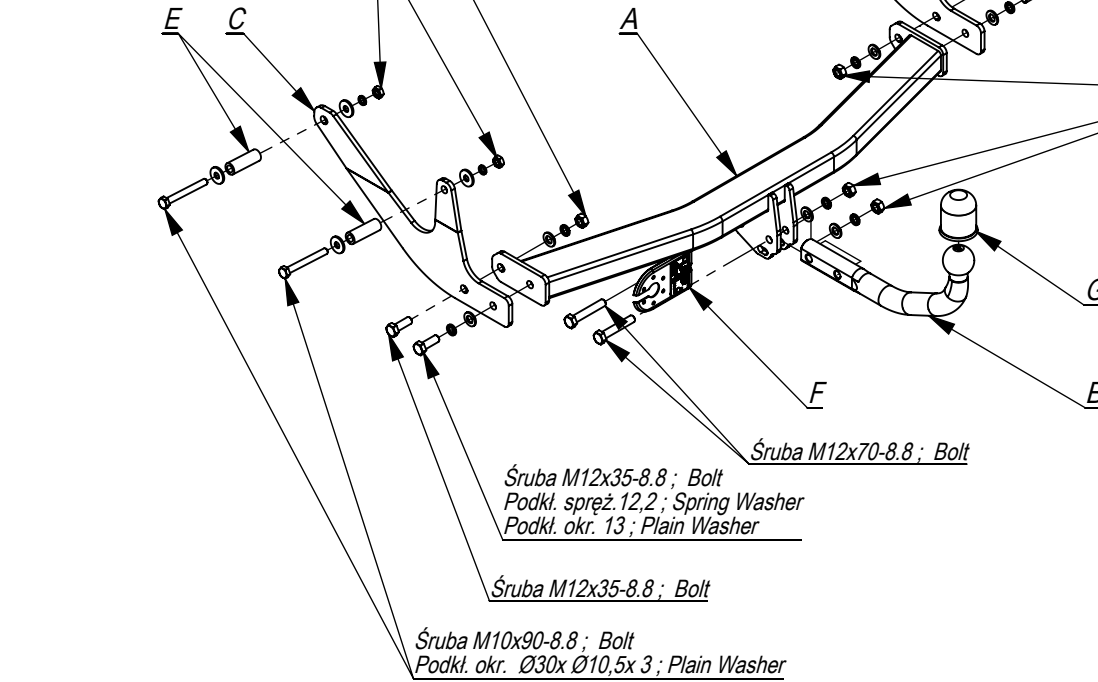 E
C
A
G
B
F
Śruba M12x70-8.8 ; Bolt
Śruba M12x35-8.8 ; Bolt
Podkł. spręż.12,2 ; Spring Washer
Podkł. okr. 13 ; Plain Washer
Śruba M12x35-8.8 ; Bolt
Śruba M10x90-8.8 ; Bolt
Podkł. okr. Ø30x Ø10,5x 3 ; Plain Washer